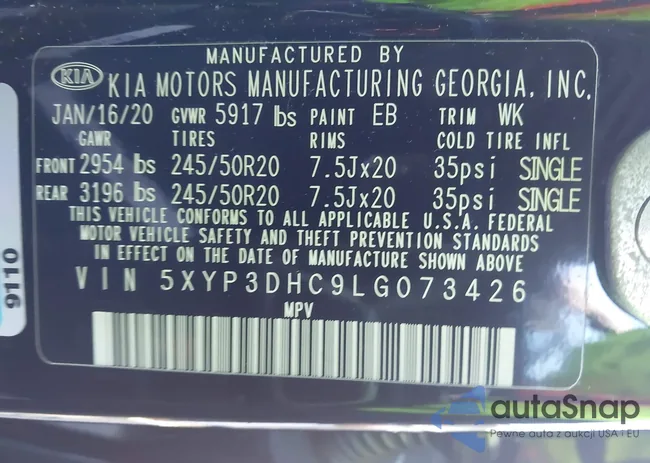 MANUFACTURED BY
KIA KIA MOTORS MANUFACTURING GEORGIA, INC.
JAN/16/20 GVWR 5917 lbs PAINT EB TRIM WK
GAWR TIRES RIMS COLD TIRE INFL
FRONT 2954 lbs 245/50R20 7.5Jx20 35psi SINGLE
REAR 3196 lbs 245/50R20 7.5Jx20 35psi SINGLE
THIS VEHICLE CONFORMS TO ALL APPLICABLE U.S.A. FEDERAL
MOTOR VEHICLE SAFETY AND THEFT PREVENTION STANDARDS
IN EFFECT ON THE DATE OF MANUFACTURE SHOWN ABOVE
VIN 5XYP3DHC9LG073426
MPV
9110
autaSnap
Pewne auta z aukcji USA i EU